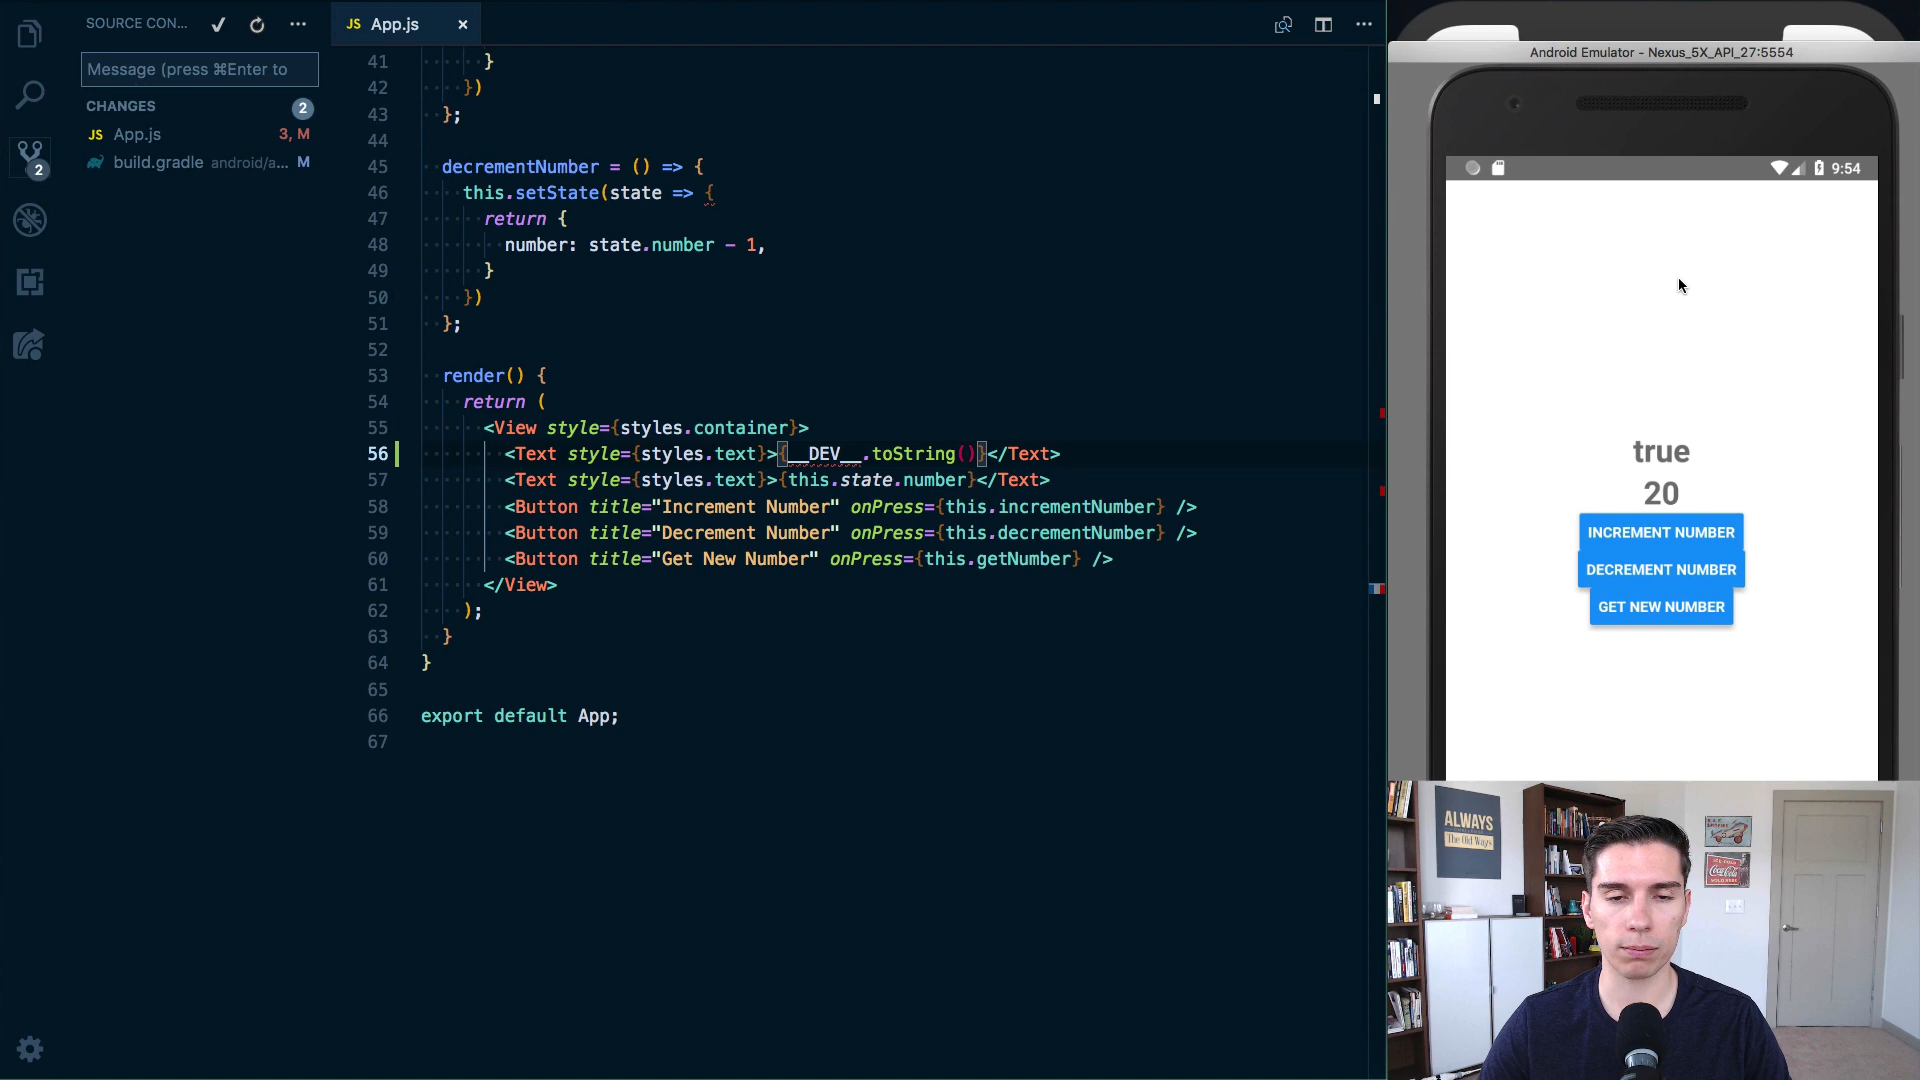 SOURCE CON...
Message (press ⌘Enter to
CHANGES
2
JS App.js 3, M
build.gradle android/a... M
2
JS App.js
41 }
42 })
43 };
44
45 decrementNumber = () => {
46 this.setState(state => {
47 return {
48 number: state.number - 1,
49 }
50 })
51 };
52
53 render() {
54 return (
55 <View style={styles.container}>
56 <Text style={styles.text}>{__DEV__.toString()}</Text>
57 <Text style={styles.text}>{this.state.number}</Text>
58 <Button title="Increment Number" onPress={this.incrementNumber} />
59 <Button title="Decrement Number" onPress={this.decrementNumber} />
60 <Button title="Get New Number" onPress={this.getNumber} />
61 </View>
62 );
63 }
64 }
65
66 export default App;
67
Android Emulator - Nexus_5X_API_27:5554
9:54
true
20
INCREMENT NUMBER
DECREMENT NUMBER
GET NEW NUMBER
ALWAYS
The Old Ways
Coca-Cola